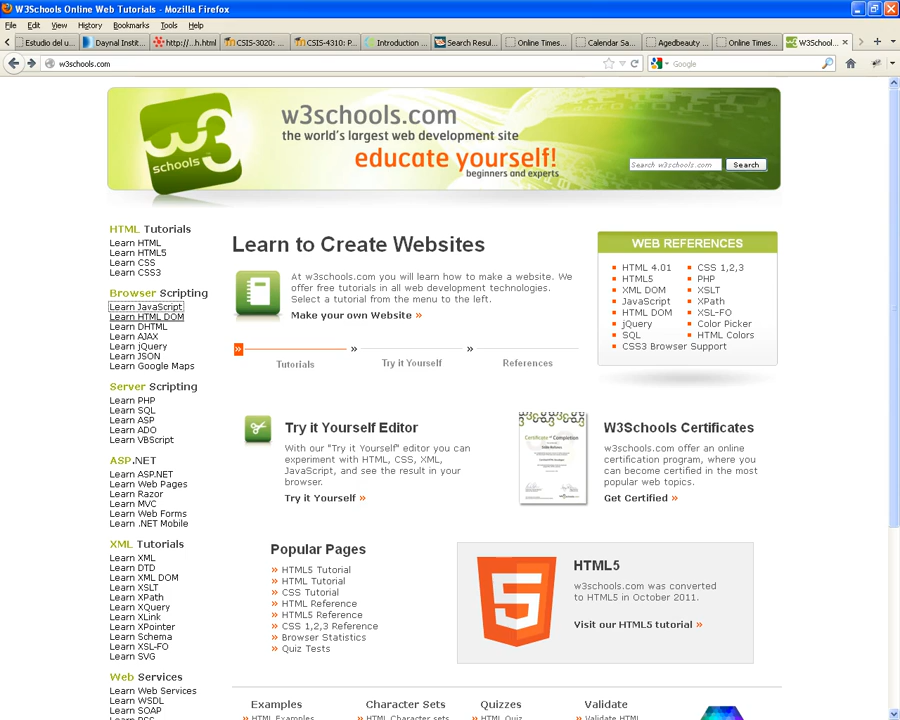 W3Schools Online Web Tutorials - Mozilla Firefox
File Edit View History Bookmarks Tools Help
Estudio del u... Daynal Instit... http://...h.html CSIS-3020: ... CSIS-4310: P... Introduction ... Search Resul... Online Times... Calendar Sa... Agedbeauty ... Online Times... W3School...
w3schools.com
Google
w3schools.com
the world's largest web development site
educate yourself!
beginners and experts
w3
schools
Search w3schools.com
Search
HTML Tutorials
Learn HTML
Learn HTML5
Learn CSS
Learn CSS3
Browser Scripting
Learn JavaScript
Learn HTML DOM
Learn DHTML
Learn AJAX
Learn jQuery
Learn JSON
Learn Google Maps
Server Scripting
Learn PHP
Learn SQL
Learn ASP
Learn ADO
Learn VBScript
ASP.NET
Learn ASP.NET
Learn Web Pages
Learn Razor
Learn MVC
Learn Web Forms
Learn .NET Mobile
XML Tutorials
Learn XML
Learn DTD
Learn XML DOM
Learn XSLT
Learn XPath
Learn XQuery
Learn XLink
Learn XPointer
Learn Schema
Learn XSL-FO
Learn SVG
Web Services
Learn Web Services
Learn WSDL
Learn SOAP
Learn to Create Websites
At w3schools.com you will learn how to make a website. We
offer free tutorials in all web development technologies.
Select a tutorial from the menu to the left.
Make your own Website »
» » »
Tutorials Try it Yourself References
WEB REFERENCES
HTML 4.01
HTML5
XML DOM
JavaScript
HTML DOM
jQuery
SQL
CSS3 Browser Support
CSS 1,2,3
PHP
XSLT
XPath
XSL-FO
Color Picker
HTML Colors
Try it Yourself Editor
With our "Try it Yourself" editor you can
experiment with HTML, CSS, XML,
JavaScript, and see the result in your
browser.
Try it Yourself »
Certificate of Completion
W3Schools Certificates
w3schools.com offer an online
certification program, where you
can become certified in the most
popular web topics.
Get Certified »
Popular Pages
» HTML5 Tutorial
» HTML Tutorial
» CSS Tutorial
» HTML Reference
» HTML5 Reference
» CSS 1,2,3 Reference
» Browser Statistics
» Quiz Tests
5
HTML5
w3schools.com was converted
to HTML5 in October 2011.
Visit our HTML5 tutorial »
Examples Character Sets Quizzes Validate
» HTML Examples » HTML Character sets » HTML Quiz » Validate HTML